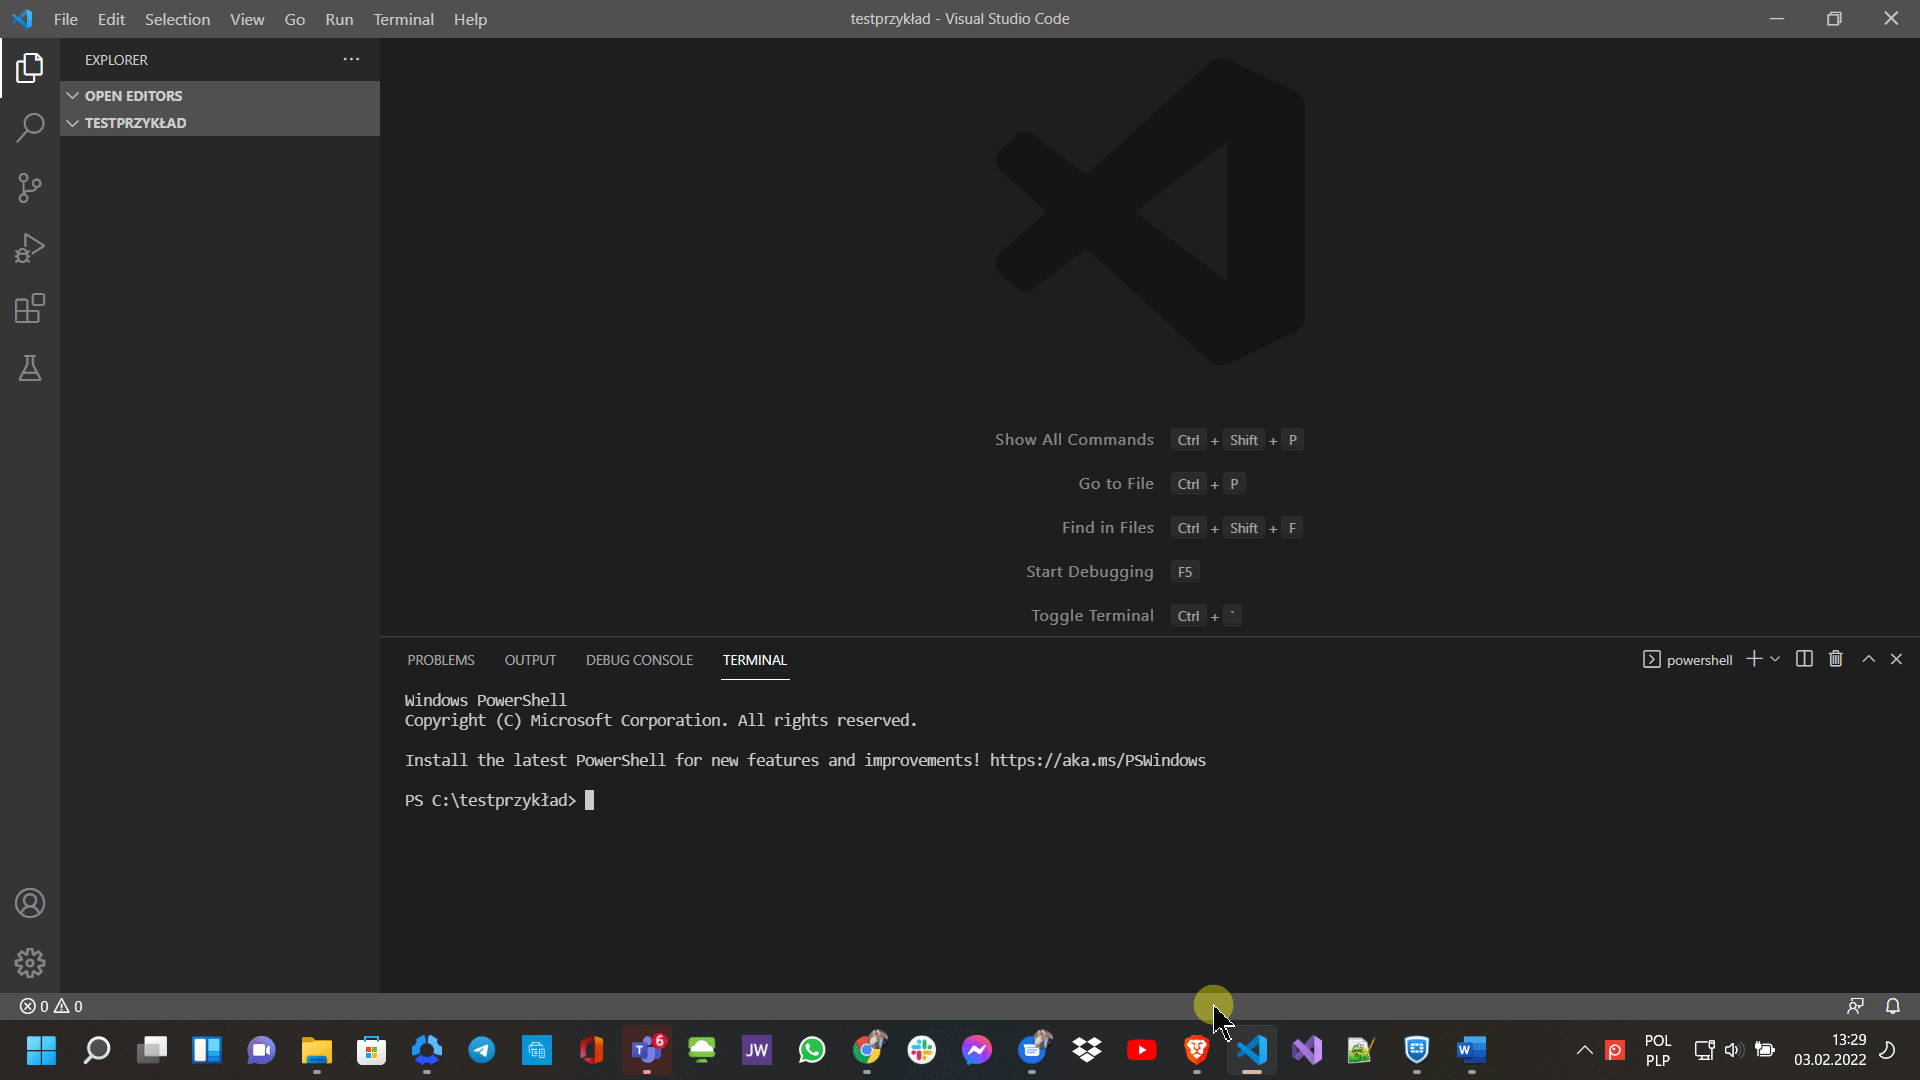 File Edit Selection View Go Run Terminal Help
testprzykład - Visual Studio Code
EXPLORER
OPEN EDITORS
TESTPRZYKŁAD
Show All Commands Ctrl + Shift + P
Go to File Ctrl + P
Find in Files Ctrl + Shift + F
Start Debugging F5
Toggle Terminal Ctrl + `
PROBLEMS OUTPUT DEBUG CONSOLE TERMINAL
powershell
Windows PowerShell
Copyright (C) Microsoft Corporation. All rights reserved.
Install the latest PowerShell for new features and improvements! https://aka.ms/PSWindows
PS C:\testprzykład>
0 0
6
JW
POL
PLP
13:29
03.02.2022